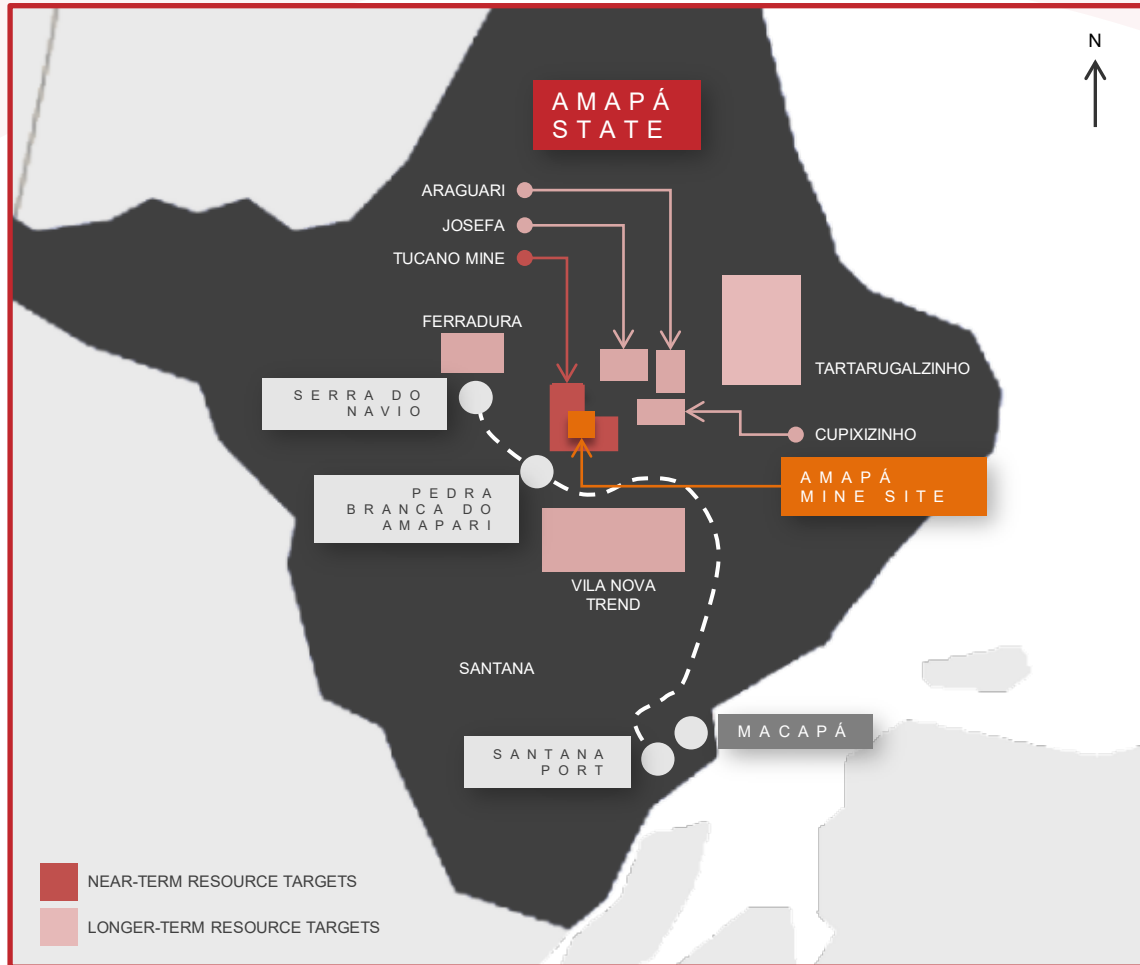 N
AMAPÁ
STATE
ARAGUARI
JOSEFA
TUCANO MINE
FERRADURA
TARTARUGALZINHO
SERRA DO
NAVIO
CUPIXIZINHO
AMAPÁ
MINE SITE
PEDRA
BRANCA DO
AMAPARI
VILA NOVA
TREND
SANTANA
MACAPÁ
SANTANA
PORT
NEAR-TERM RESOURCE TARGETS
LONGER-TERM RESOURCE TARGETS